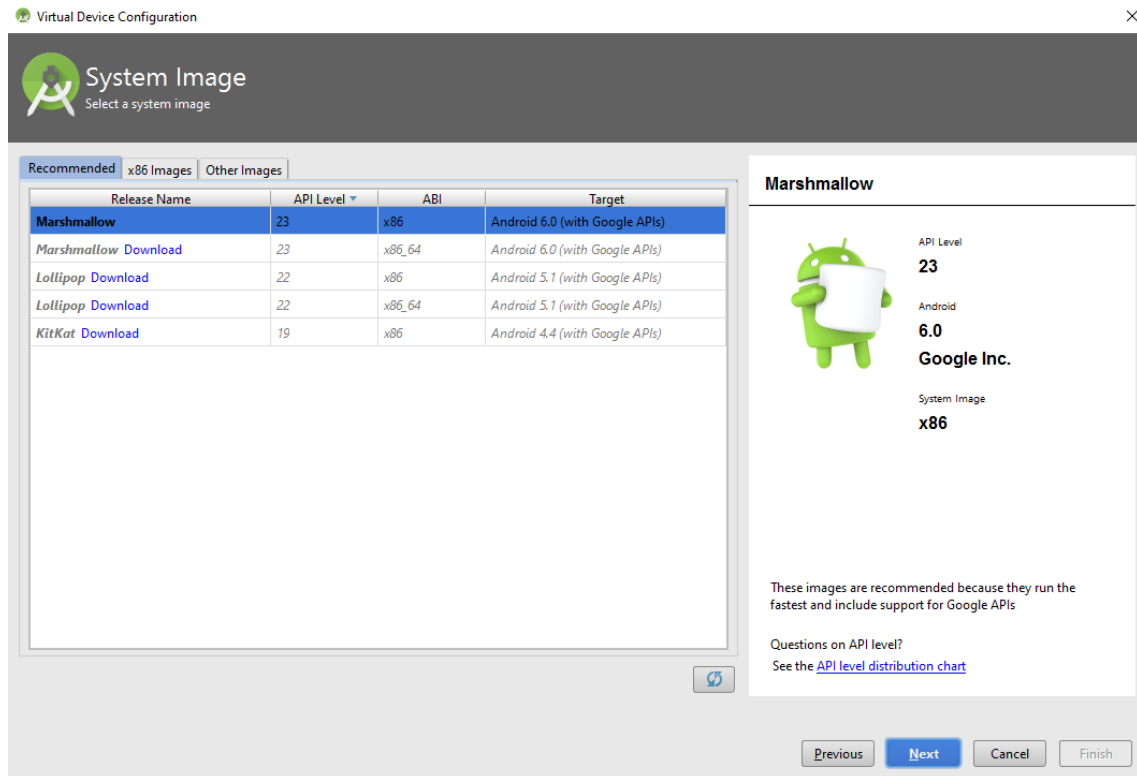 Virtual Device Configuration
System Image
Select a system image
Recommended x86 Images Other Images
Release Name API Level ABI Target
Marshmallow 23 x86 Android 6.0 (with Google APIs)
Marshmallow Download 23 x86_64 Android 6.0 (with Google APIs)
Lollipop Download 22 x86 Android 5.1 (with Google APIs)
Lollipop Download 22 x86_64 Android 5.1 (with Google APIs)
KitKat Download 19 x86 Android 4.4 (with Google APIs)
Marshmallow
API Level
23
Android
6.0
Google Inc.
System Image
x86
These images are recommended because they run the
fastest and include support for Google APIs
Questions on API level?
See the API level distribution chart
Previous Next Cancel Finish